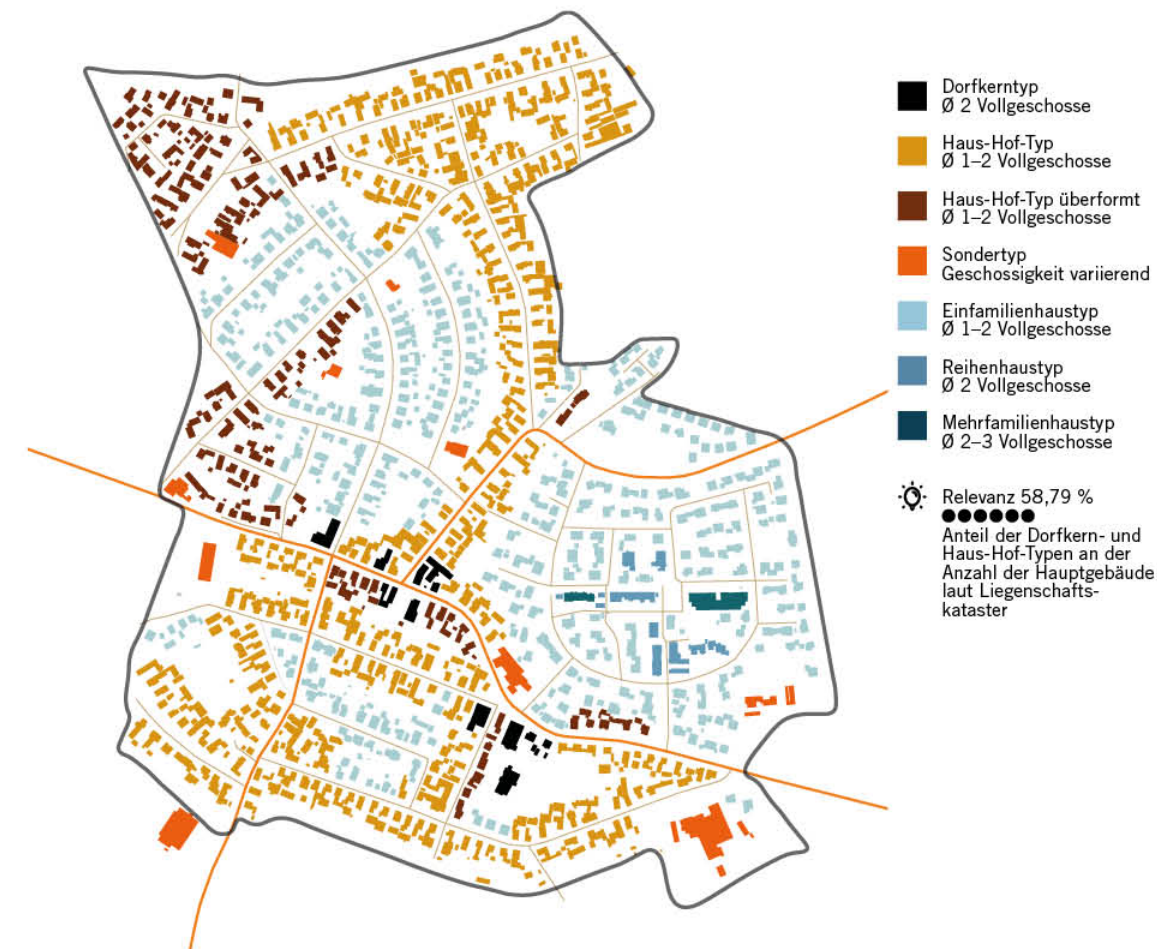 Dorfkerntyp
Ø 2 Vollgeschosse
Haus-Hof-Typ
Ø 1–2 Vollgeschosse
Haus-Hof-Typ überformt
Ø 1–2 Vollgeschosse
Sondertyp
Geschossigkeit variierend
Einfamilienhaustyp
Ø 1–2 Vollgeschosse
Reihenhaustyp
Ø 2 Vollgeschosse
Mehrfamilienhaustyp
Ø 2–3 Vollgeschosse
Relevanz 58,79 %
Anteil der Dorfkern- und
Haus-Hof-Typen an der
Anzahl der Hauptgebäude
laut Liegenschafts-
kataster